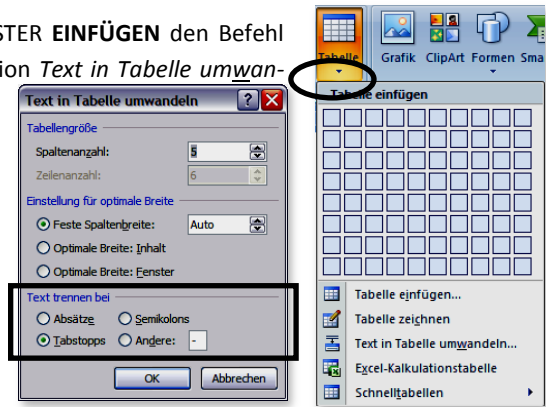 STER EINFÜGEN den Befehl
ion Text in Tabelle umwan-
Text in Tabelle umwandeln
Tabellengröße
Spaltenanzahl: 5
Zeilenanzahl: 6
Einstellung für optimale Breite
Feste Spaltenbreite: Auto
Optimale Breite: Inhalt
Optimale Breite: Fenster
Text trennen bei
Absätze Semikolons
Tabstopps Andere: -
OK Abbrechen
Tabelle Grafik ClipArt Formen Sma
Tabelle einfügen
Tabelle einfügen...
Tabelle zeichnen
Text in Tabelle umwandeln...
Excel-Kalkulationstabelle
Schnelltabellen